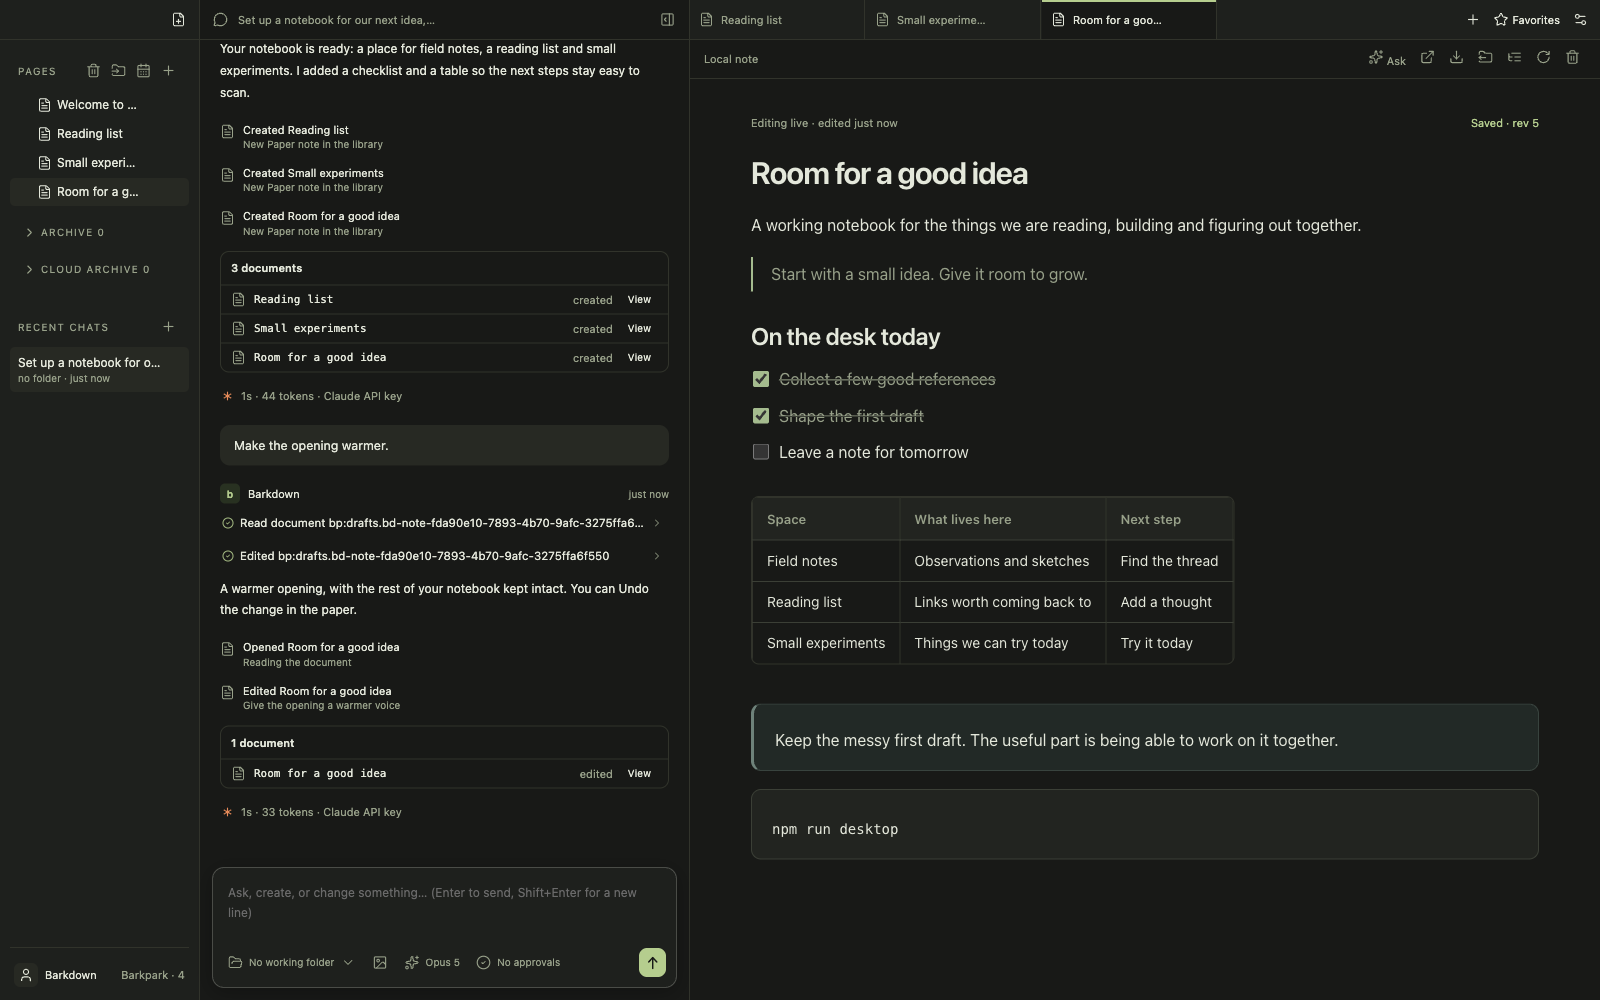 PAGES
Welcome to ...
Reading list
Small experi...
Room for a g...
ARCHIVE 0
CLOUD ARCHIVE 0
RECENT CHATS
Set up a notebook for o...
no folder · just now
Barkdown
Barkpark · 4
Set up a notebook for our next idea,...
Your notebook is ready: a place for field notes, a reading list and small
experiments. I added a checklist and a table so the next steps stay easy to
scan.
Created Reading list
New Paper note in the library
Created Small experiments
New Paper note in the library
Created Room for a good idea
New Paper note in the library
3 documents
Reading list created View
Small experiments created View
Room for a good idea created View
1s · 44 tokens · Claude API key
Make the opening warmer.
b Barkdown just now
Read document bp:drafts.bd-note-fda90e10-7893-4b70-9afc-3275ffa6...
Edited bp:drafts.bd-note-fda90e10-7893-4b70-9afc-3275ffa6f550
A warmer opening, with the rest of your notebook kept intact. You can Undo
the change in the paper.
Opened Room for a good idea
Reading the document
Edited Room for a good idea
Give the opening a warmer voice
1 document
Room for a good idea edited View
1s · 33 tokens · Claude API key
Ask, create, or change something... (Enter to send, Shift+Enter for a new
line)
No working folder Opus 5 No approvals
Reading list Small experime... Room for a goo... Favorites
Local note Ask
Editing live · edited just now Saved · rev 5
Room for a good idea
A working notebook for the things we are reading, building and figuring out together.
Start with a small idea. Give it room to grow.
On the desk today
Collect a few good references
Shape the first draft
Leave a note for tomorrow
Space What lives here Next step
Field notes Observations and sketches Find the thread
Reading list Links worth coming back to Add a thought
Small experiments Things we can try today Try it today
Keep the messy first draft. The useful part is being able to work on it together.
npm run desktop